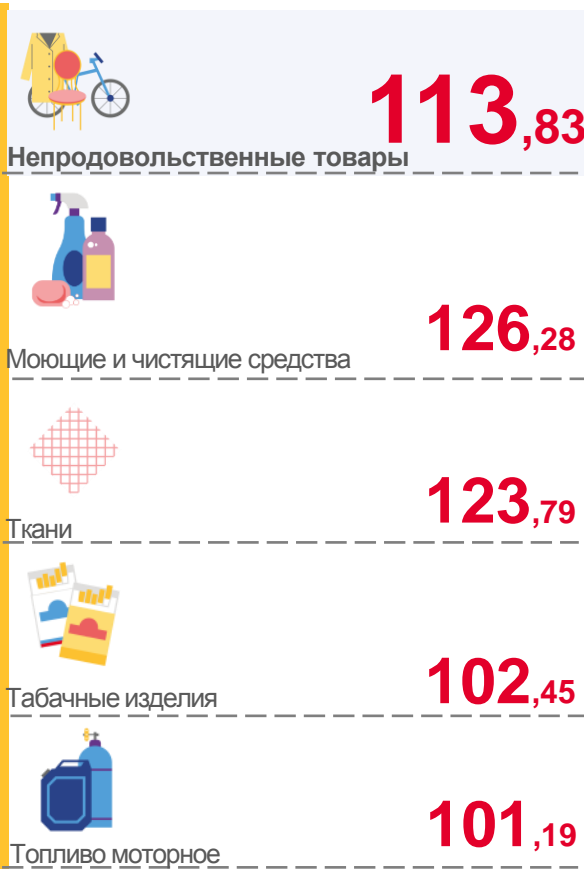 113,83
Непродовольственные товары
126,28
Моющие и чистящие средства
123,79
Ткани
102,45
Табачные изделия
101,19
Топливо моторное